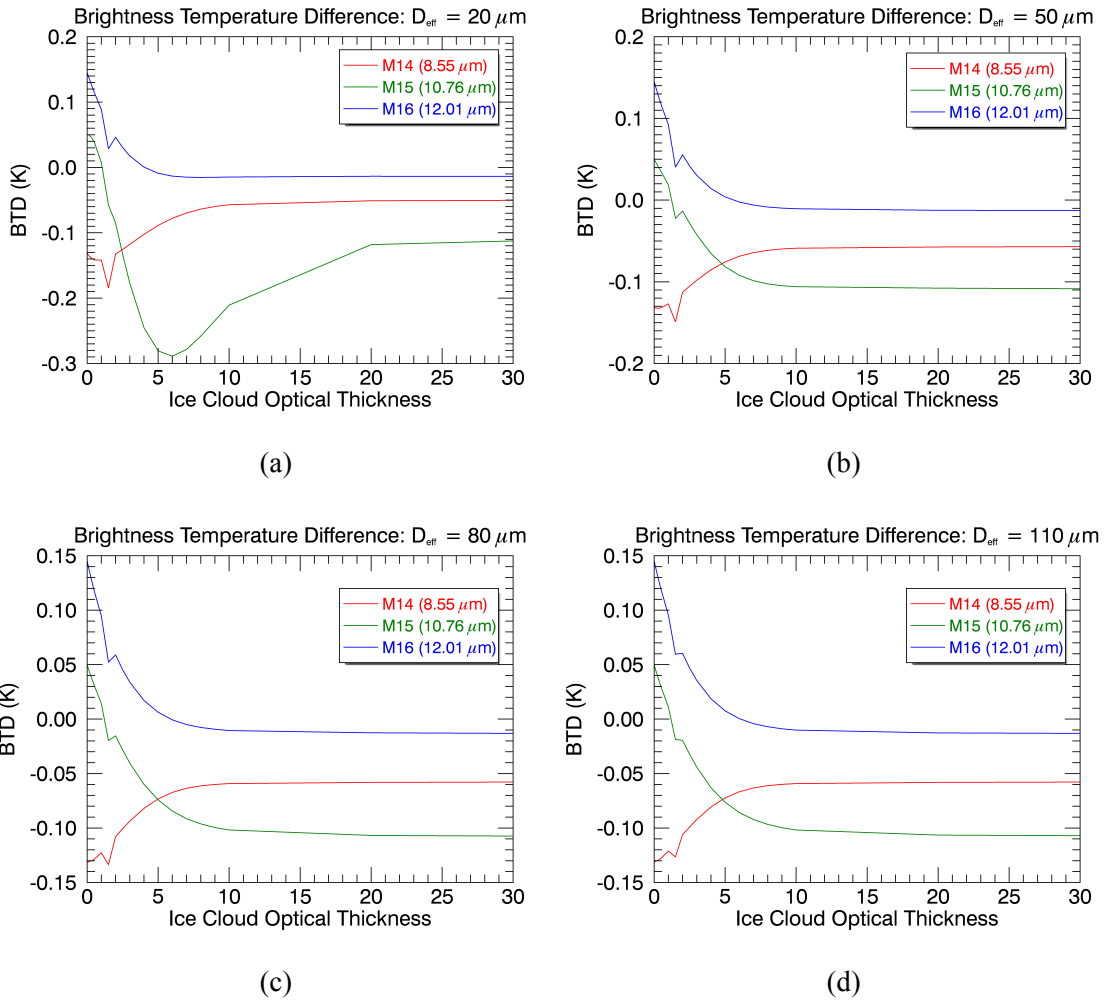 Brightness Temperature Difference: Deff = 20 μm
0.2
0.1
0.0
-0.1
-0.2
-0.3
BTD (K)
M14 (8.55 μm)
M15 (10.76 μm)
M16 (12.01 μm)
0 5 10 15 20 25 30
Ice Cloud Optical Thickness
(a)
Brightness Temperature Difference: Deff = 50 μm
0.2
0.1
0.0
-0.1
-0.2
BTD (K)
M14 (8.55 μm)
M15 (10.76 μm)
M16 (12.01 μm)
0 5 10 15 20 25 30
Ice Cloud Optical Thickness
(b)
Brightness Temperature Difference: Deff = 80 μm
0.15
0.10
0.05
0.00
-0.05
-0.10
-0.15
BTD (K)
M14 (8.55 μm)
M15 (10.76 μm)
M16 (12.01 μm)
0 5 10 15 20 25 30
Ice Cloud Optical Thickness
(c)
Brightness Temperature Difference: Deff = 110 μm
0.15
0.10
0.05
0.00
-0.05
-0.10
-0.15
BTD (K)
M14 (8.55 μm)
M15 (10.76 μm)
M16 (12.01 μm)
0 5 10 15 20 25 30
Ice Cloud Optical Thickness
(d)